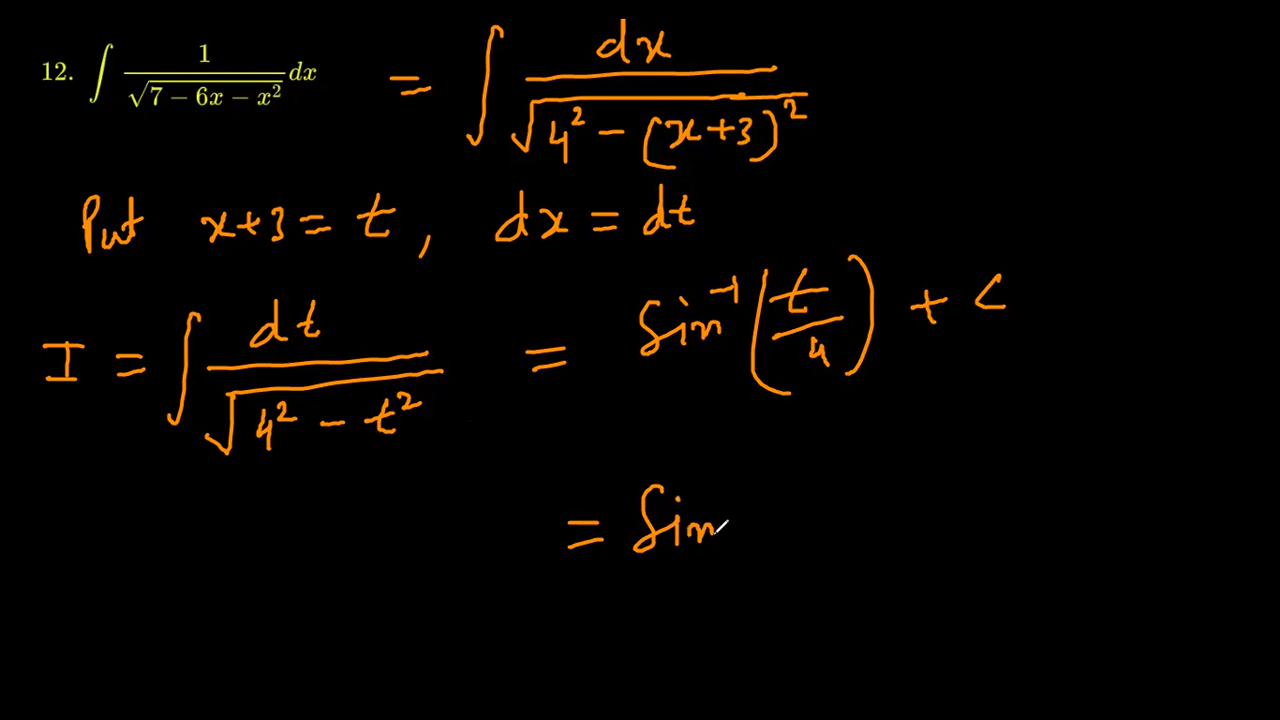 12. ∫ 1/√(7 − 6x − x²) dx = ∫ dx/√(4² − (x+3)²)
Put x+3 = t, dx = dt
I = ∫ dt/√(4² − t²) = Sin⁻¹(t/4) + C
= Sin